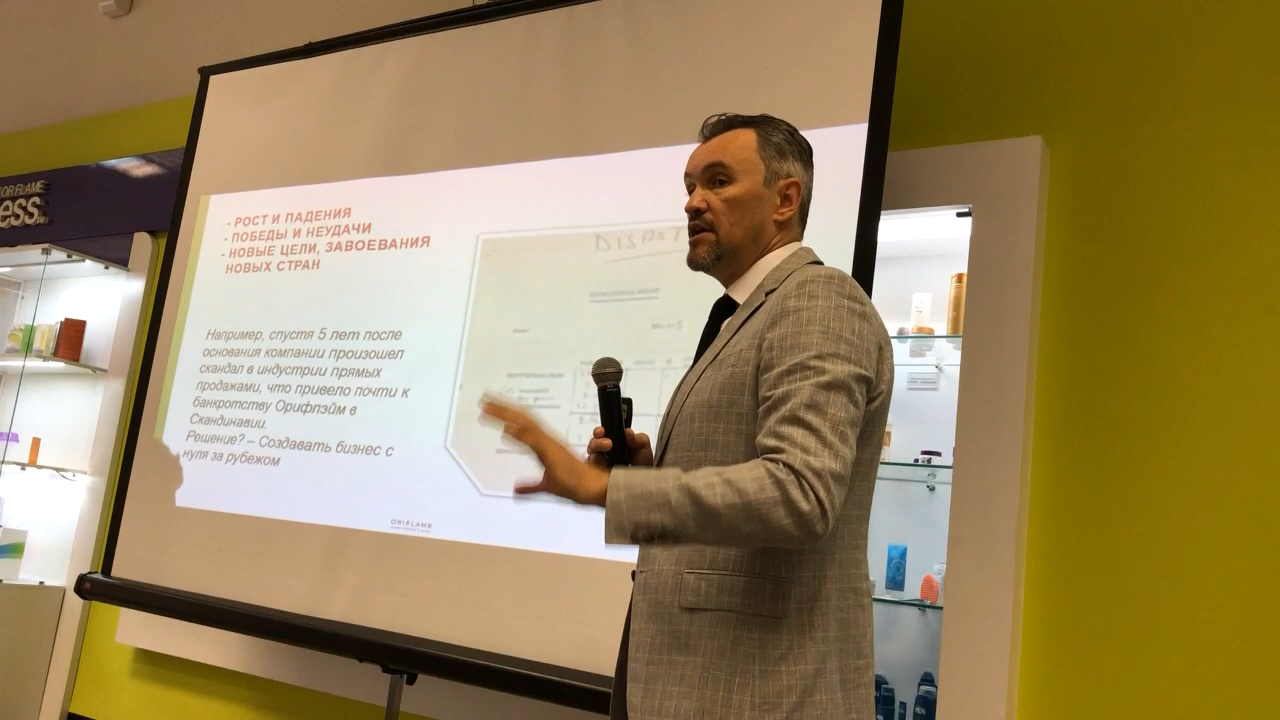 ORIFLAME
ess
- РОСТ И ПАДЕНИЯ
- ПОБЕДЫ И НЕУДАЧИ
- НОВЫЕ ЦЕЛИ, ЗАВОЕВАНИЯ
НОВЫХ СТРАН
Например, спустя 5 лет после
основания компании произошел
скандал в индустрии прямых
продажами, что привело почти к
банкротству Орифлэйм в
Скандинавии.
Решение? – Создавать бизнес с
нуля за рубежом
ORIFLAME